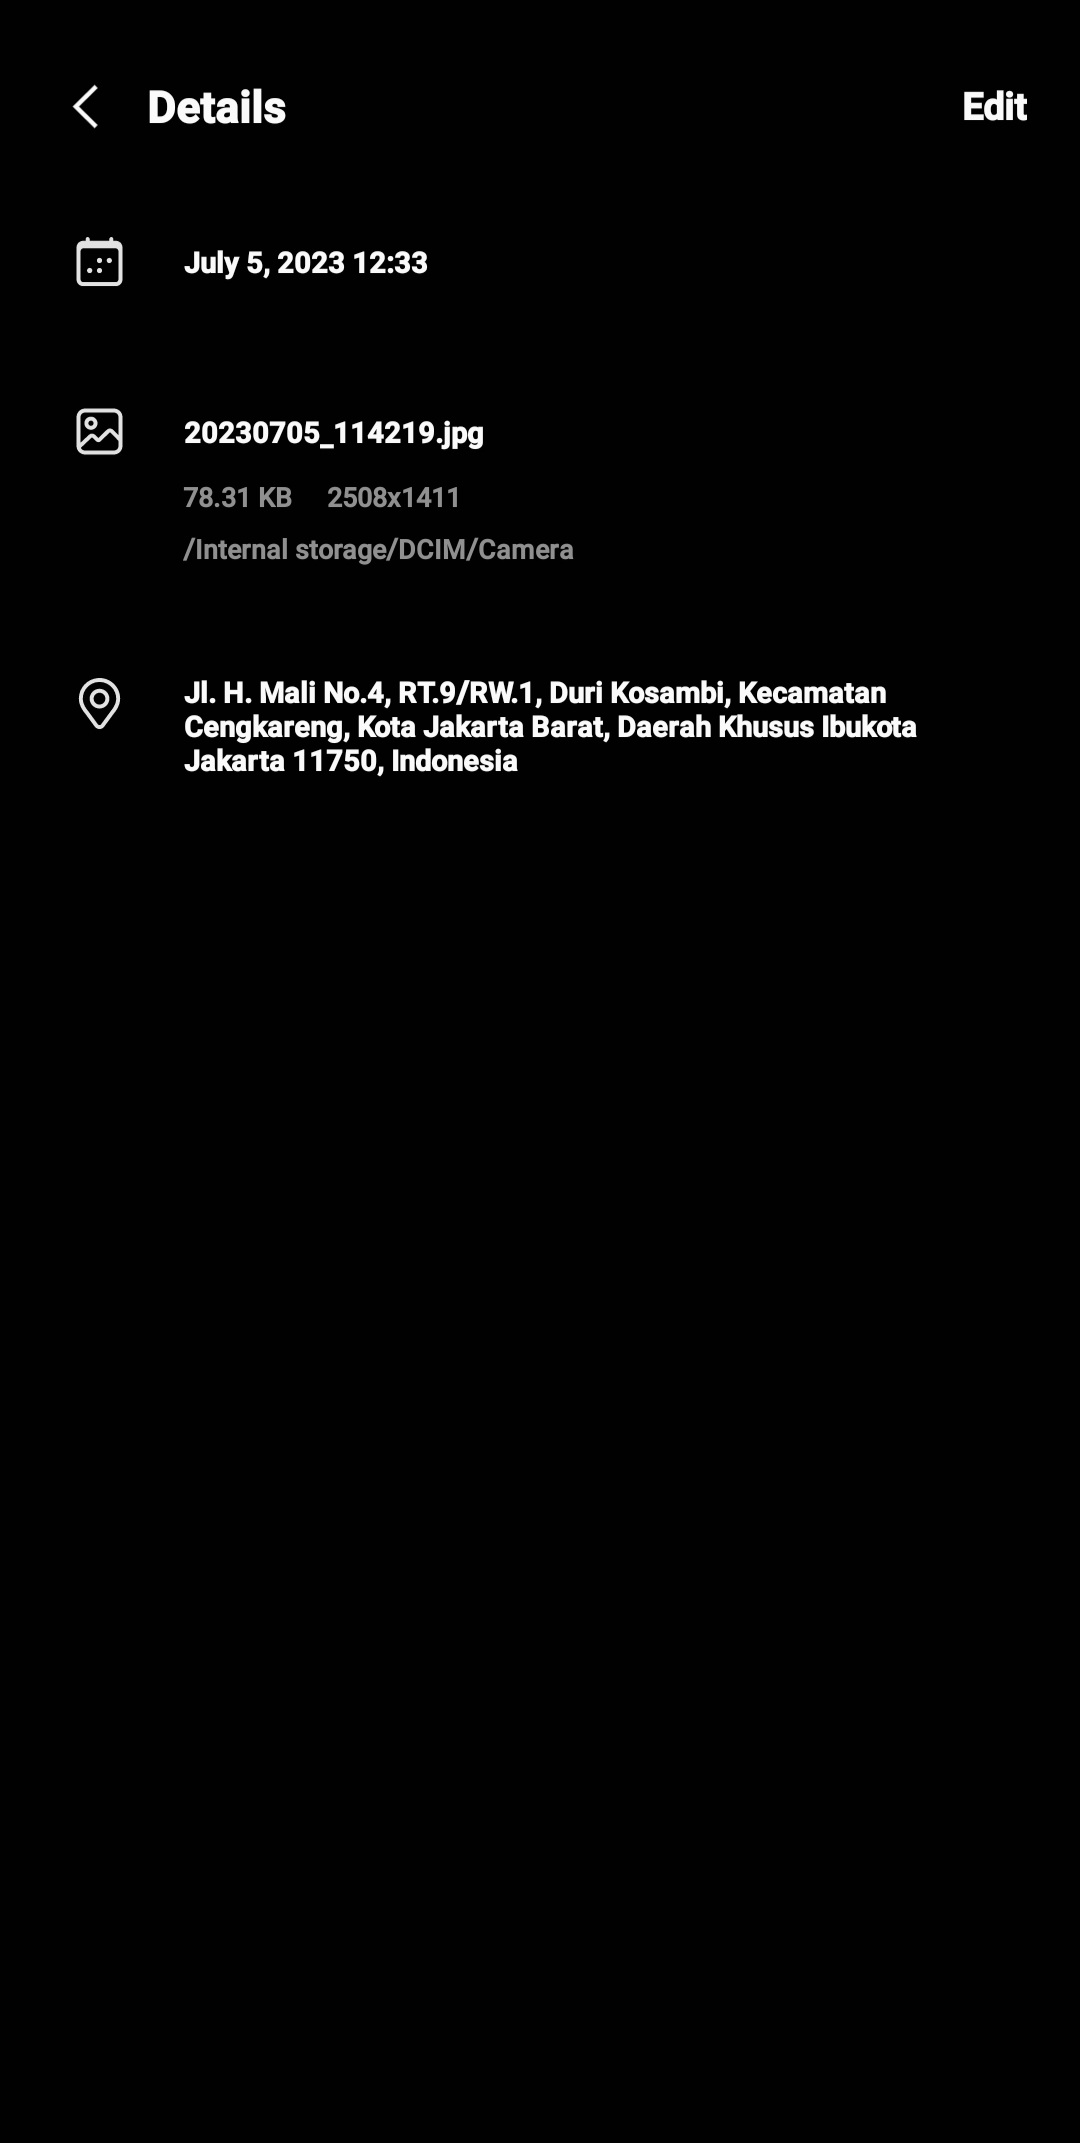 Details
Edit
July 5, 2023 12:33
20230705_114219.jpg
78.31 KB 2508x1411
/Internal storage/DCIM/Camera
Jl. H. Mali No.4, RT.9/RW.1, Duri Kosambi, Kecamatan
Cengkareng, Kota Jakarta Barat, Daerah Khusus Ibukota
Jakarta 11750, Indonesia